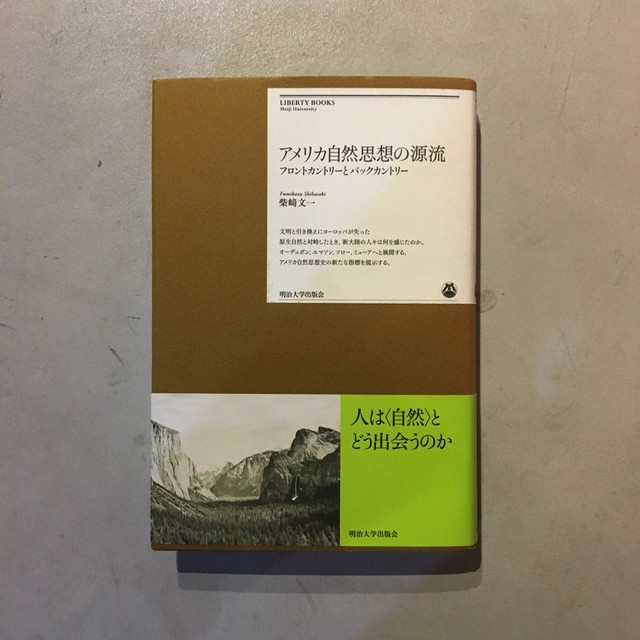 LIBERTY BOOKS
Meiji University
アメリカ自然思想の源流
フロントカントリーとバックカントリー
Fumikazu Shibasaki
柴﨑文一
文明と引き換えにヨーロッパが失った
原生自然と対峙したとき、新大陸の人々は何を感じたのか。
オーデュボン、エマソン、ソロー、ミューアへと展開する、
アメリカ自然思想史の新たな指標を提示する。
明治大学出版会
人は〈自然〉と
どう出会うのか
明治大学出版会